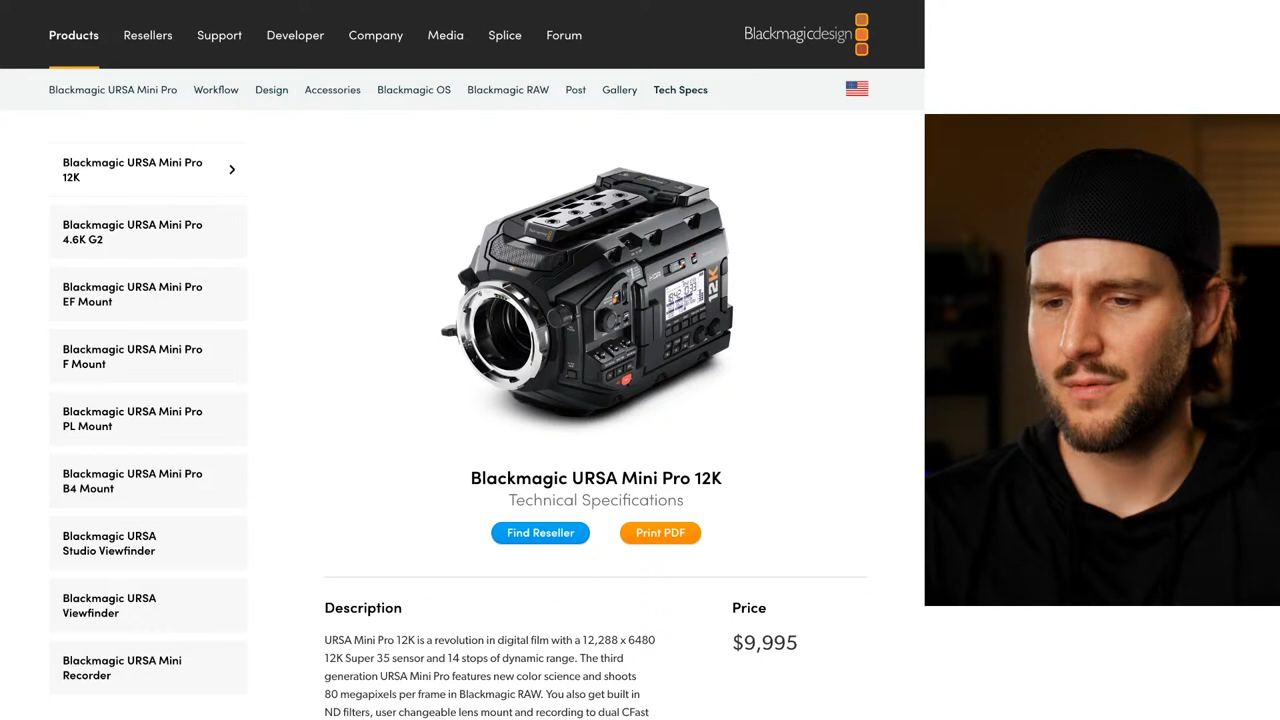 Products Resellers Support Developer Company Media Splice Forum Blackmagicdesign
Blackmagic URSA Mini Pro Workflow Design Accessories Blackmagic OS Blackmagic RAW Post Gallery Tech Specs
Blackmagic URSA Mini Pro
12K
Blackmagic URSA Mini Pro
4.6K G2
Blackmagic URSA Mini Pro
EF Mount
Blackmagic URSA Mini Pro
F Mount
Blackmagic URSA Mini Pro
PL Mount
Blackmagic URSA Mini Pro
B4 Mount
Blackmagic URSA
Studio Viewfinder
Blackmagic URSA
Viewfinder
Blackmagic URSA Mini
Recorder
12K
Blackmagic URSA Mini Pro 12K
Technical Specifications
Find Reseller Print PDF
Description
URSA Mini Pro 12K is a revolution in digital film with a 12,288 x 6480
12K Super 35 sensor and 14 stops of dynamic range. The third
generation URSA Mini Pro features new color science and shoots
80 megapixels per frame in Blackmagic RAW. You also get built in
ND filters, user changeable lens mount and recording to dual CFast
Price
$9,995